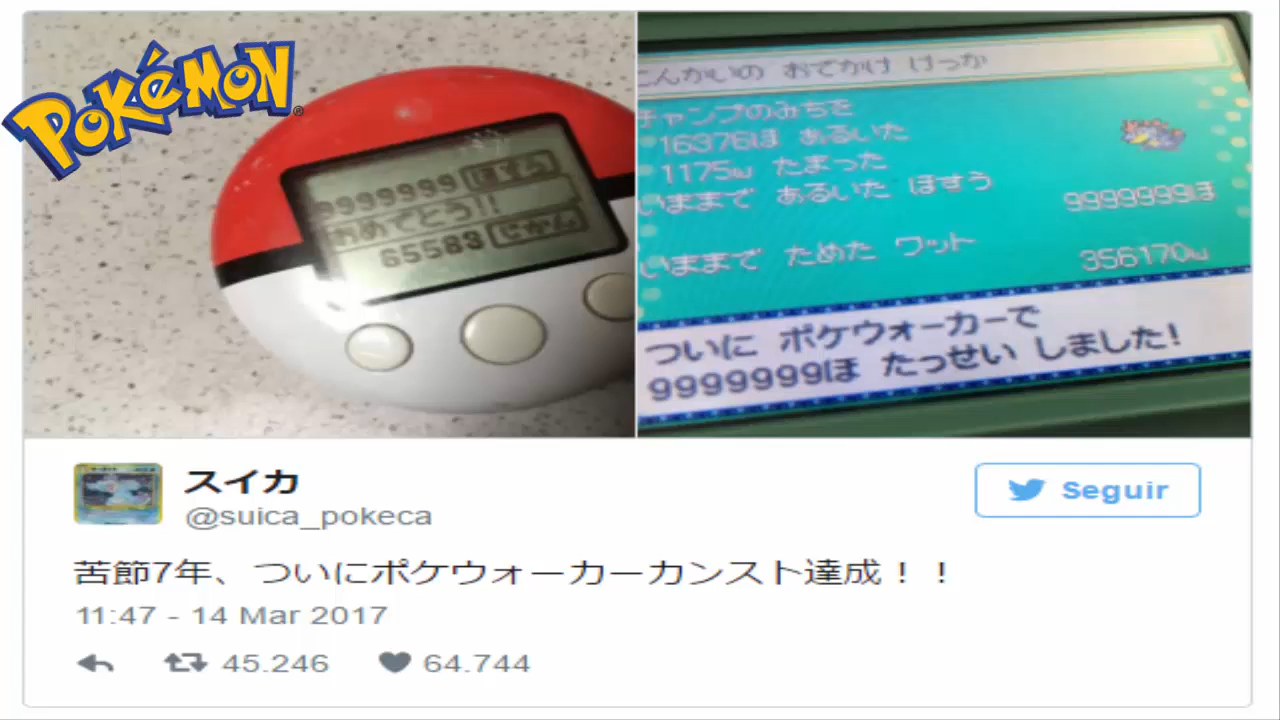 POKéMON
9999999 ほすう
おめでとう!!
65583 じかん
こんかいの おでかけ けっか
チャンプのみちを
16376ほ あるいた
1175w たまった
いままで あるいた ほすう
9999999ほ
いままで ためた ワット
356170w
ついに ポケウォーカーで
9999999ほ たっせい しました!
スイカ
@suica_pokeca
Seguir
苦節7年、ついにポケウォーカーカンスト達成！！
11:47 - 14 Mar 2017
45.246 64.744